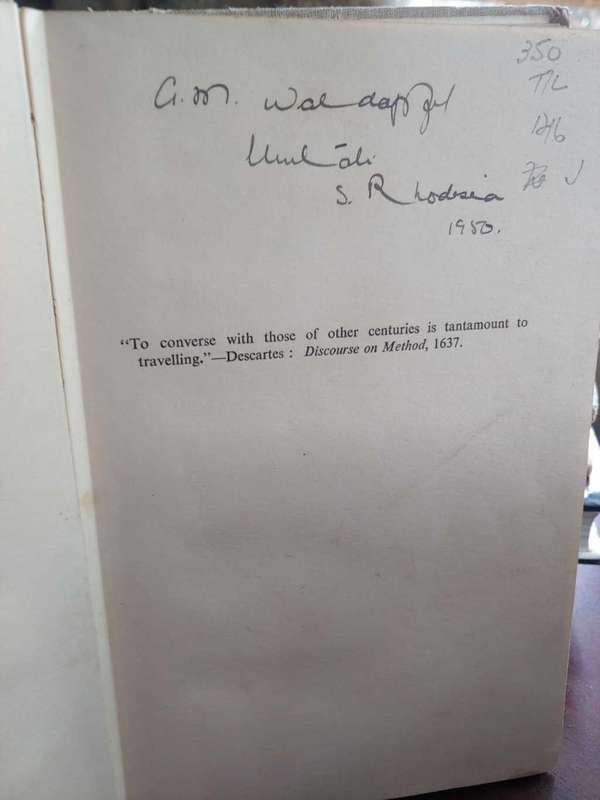 G. M. Waldapfel
Umtali
S. Rhodesia
1950.
350
T/L
“To converse with those of other centuries is tantamount to
travelling.”—Descartes : Discourse on Method, 1637.